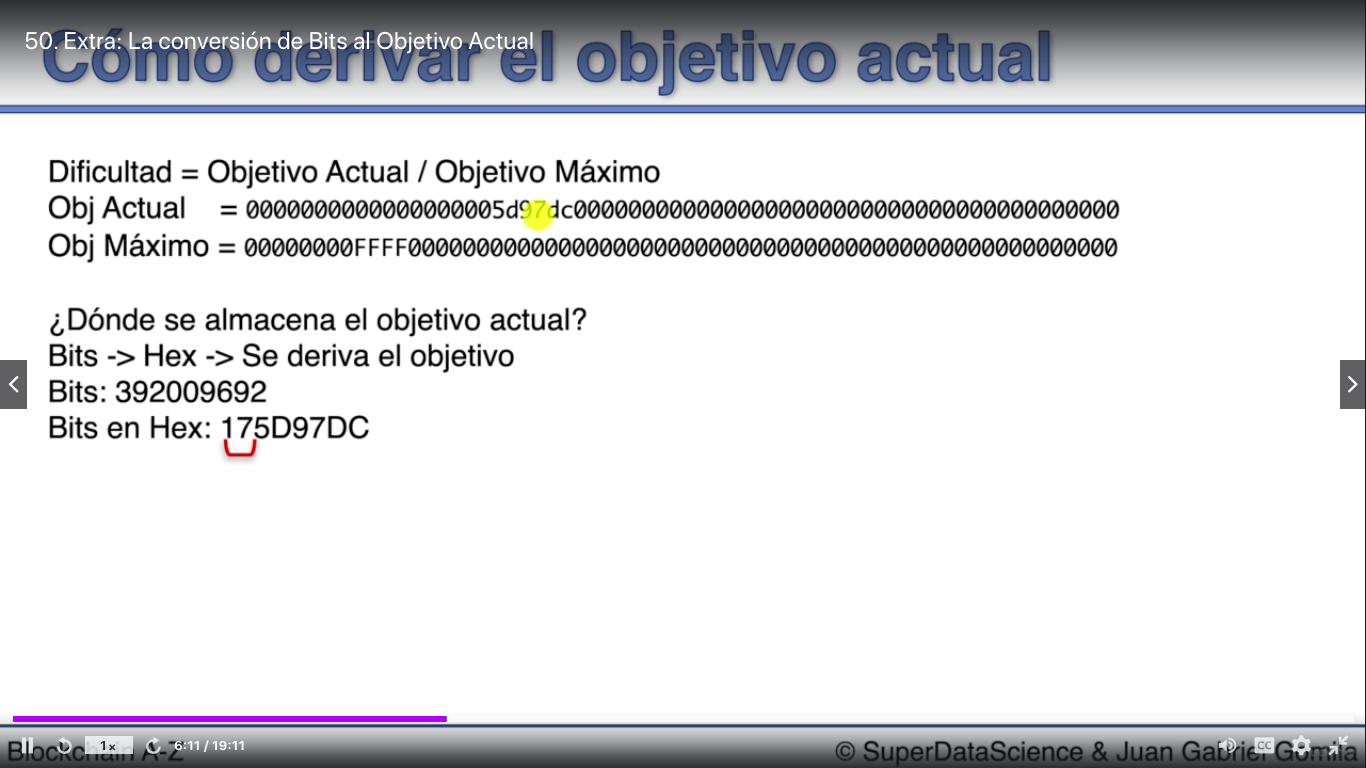 50. Extra: La conversión de Bits al Objetivo Actual
Cómo derivar el objetivo actual
Dificultad = Objetivo Actual / Objetivo Máximo
Obj Actual = 0000000000000000005d97dc0000000000000000000000000000000000000000
Obj Máximo = 00000000FFFF0000000000000000000000000000000000000000000000000000
¿Dónde se almacena el objetivo actual?
Bits -> Hex -> Se deriva el objetivo
Bits: 392009692
Bits en Hex: 175D97DC
1x
6:11 / 19:11
CC
Blockchain A-Z
© SuperDataScience & Juan Gabriel Gomila